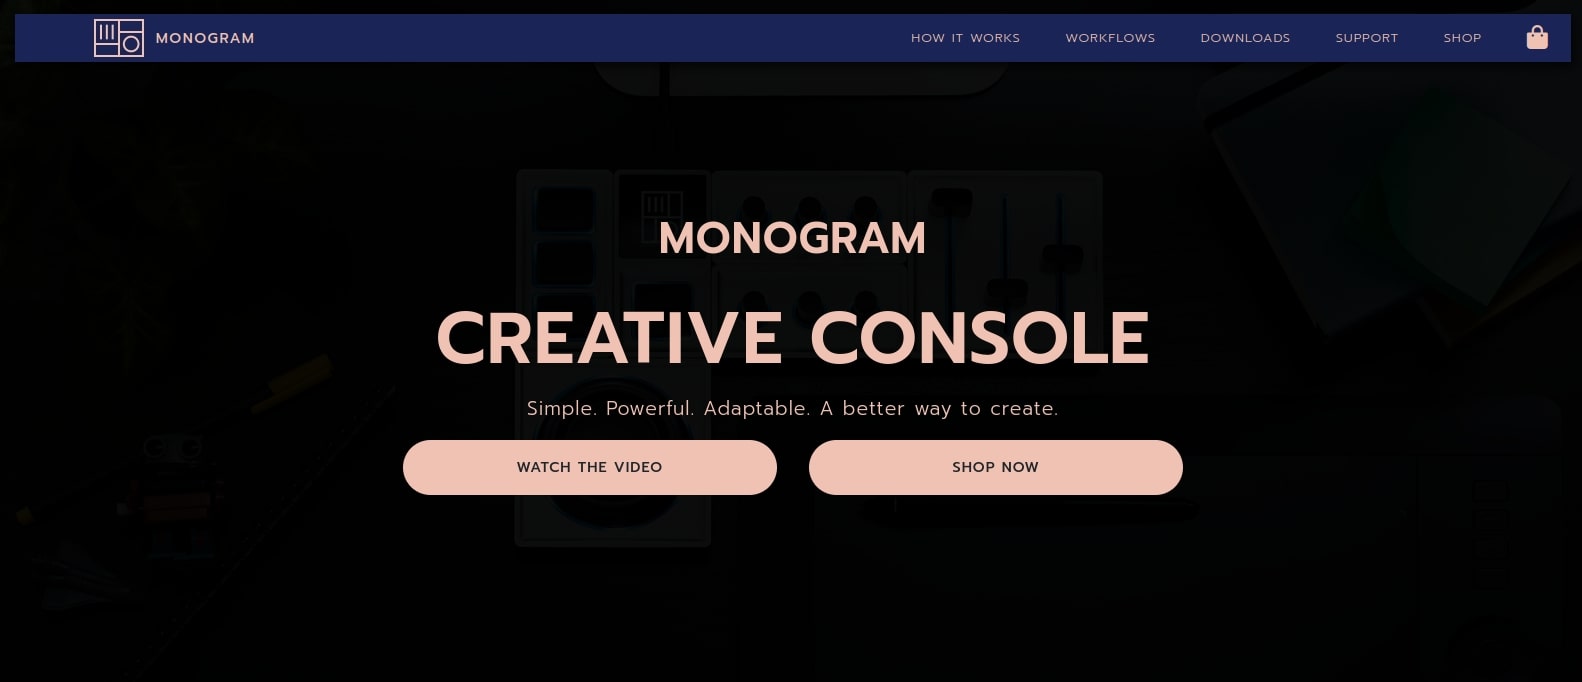 MONOGRAM
HOW IT WORKS
WORKFLOWS
DOWNLOADS
SUPPORT
SHOP
MONOGRAM
CREATIVE CONSOLE
Simple. Powerful. Adaptable. A better way to create.
WATCH THE VIDEO
SHOP NOW